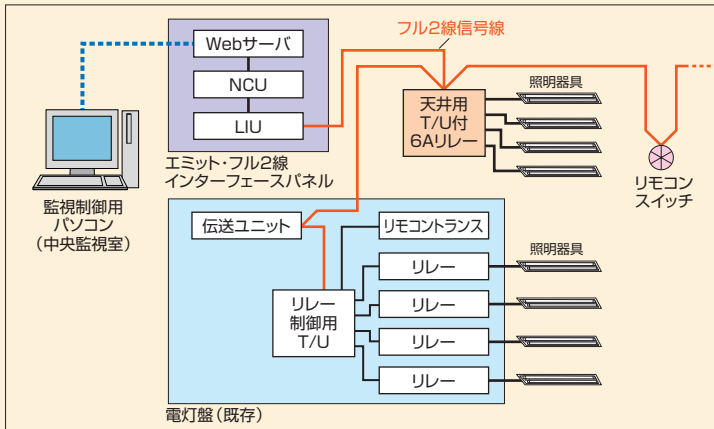 フル2線信号線
Webサーバ
NCU
LIU
エミット・フル2線
インターフェースパネル
監視制御用
パソコン
(中央監視室)
天井用
T/U付
6Aリレー
照明器具
リモコン
スイッチ
伝送ユニット
リモコントランス
リレー
制御用
T/U
リレー
リレー
リレー
リレー
照明器具
電灯盤(既存)